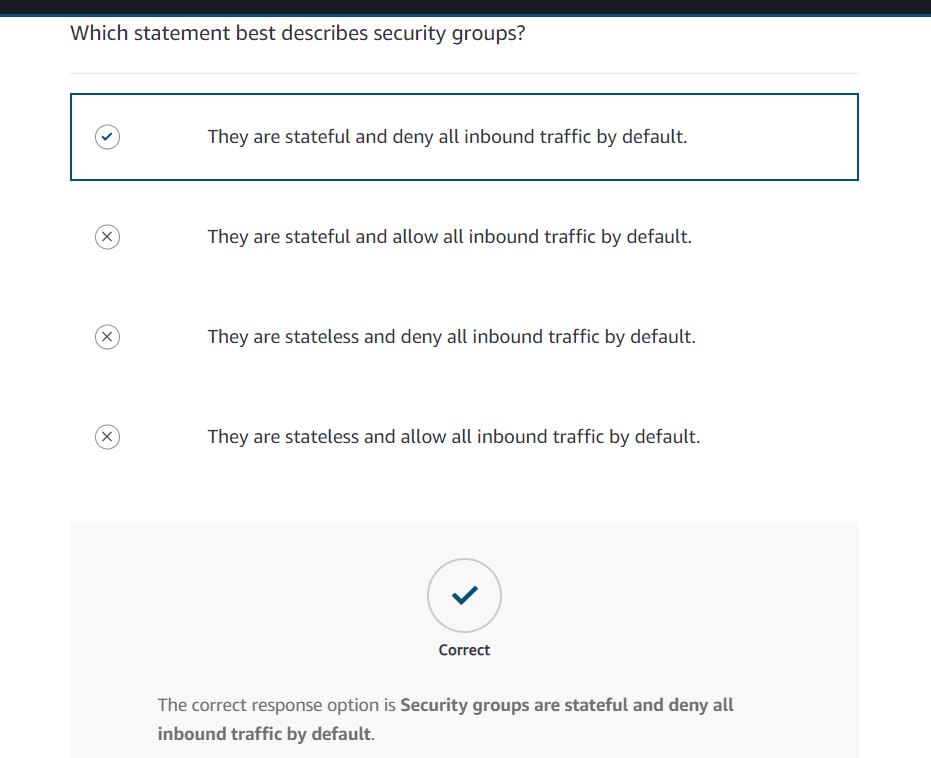 Which statement best describes security groups?
They are stateful and deny all inbound traffic by default.
They are stateful and allow all inbound traffic by default.
They are stateless and deny all inbound traffic by default.
They are stateless and allow all inbound traffic by default.
Correct
The correct response option is Security groups are stateful and deny all
inbound traffic by default.